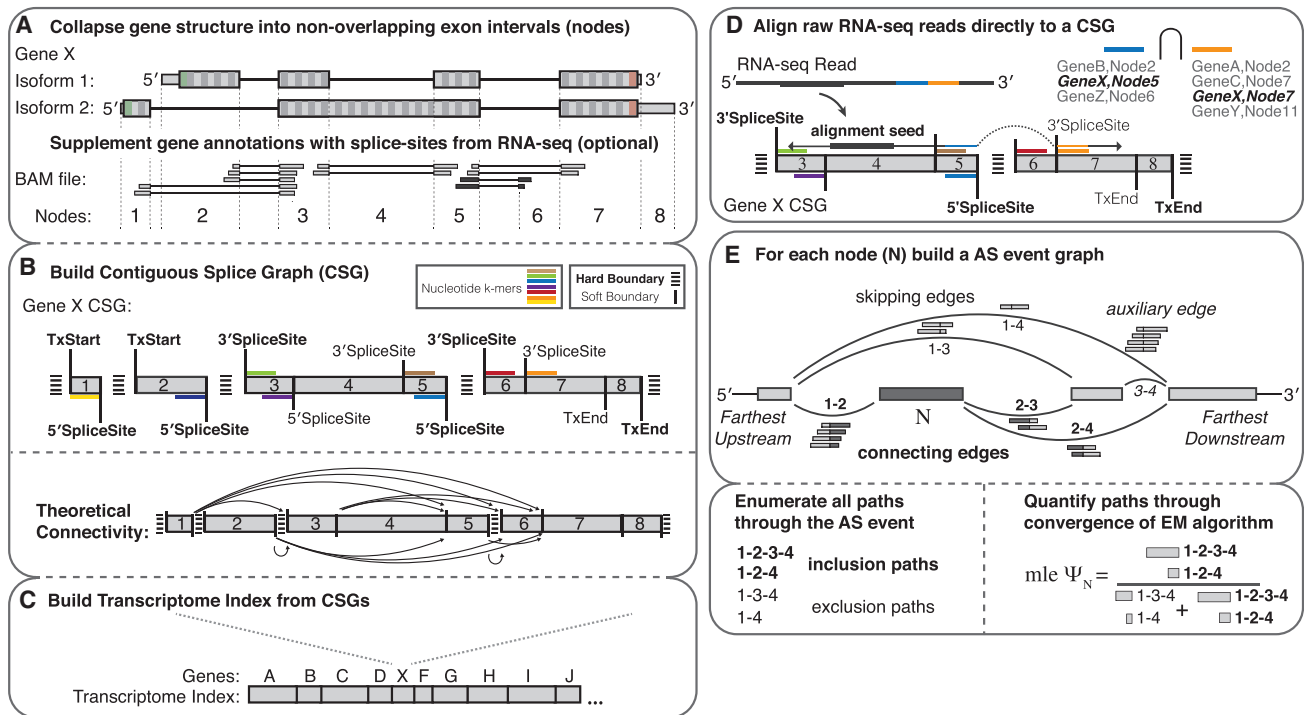 A Collapse gene structure into non-overlapping exon intervals (nodes)
Gene X
Isoform 1: 5′ 3′
Isoform 2: 5′ 3′
Supplement gene annotations with splice-sites from RNA-seq (optional)
BAM file:
Nodes: 1 2 3 4 5 6 7 8
B Build Contiguous Splice Graph (CSG)
Nucleotide k-mers
Hard Boundary
Soft Boundary
Gene X CSG:
TxStart TxStart 3′SpliceSite 3′SpliceSite 3′SpliceSite 3′SpliceSite
1 2 3 4 5 6 7 8
5′SpliceSite 5′SpliceSite 5′SpliceSite 5′SpliceSite TxEnd TxEnd
Theoretical
Connectivity:
1 2 3 4 5 6 7 8
C Build Transcriptome Index from CSGs
Genes: A B C D X F G H I J
Transcriptome Index: ...
D Align raw RNA-seq reads directly to a CSG
RNA-seq Read
5′ 3′
GeneB,Node2
GeneX,Node5
GeneZ,Node6
GeneA,Node2
GeneC,Node7
GeneX,Node7
GeneY,Node11
3'SpliceSite
alignment seed
3′SpliceSite
3 4 5 6 7 8
Gene X CSG
5'SpliceSite
TxEnd
TxEnd
E For each node (N) build a AS event graph
skipping edges
1-4
auxiliary edge
1-3
5′ 3′
3-4
1-2
N
2-3
2-4
Farthest
Upstream
Farthest
Downstream
connecting edges
Enumerate all paths
through the AS event
1-2-3-4
1-2-4
inclusion paths
1-3-4
1-4
exclusion paths
Quantify paths through
convergence of EM algorithm
mle Ψ N =
1-2-3-4
1-2-4
1-3-4
1-4
+
1-2-3-4
1-2-4